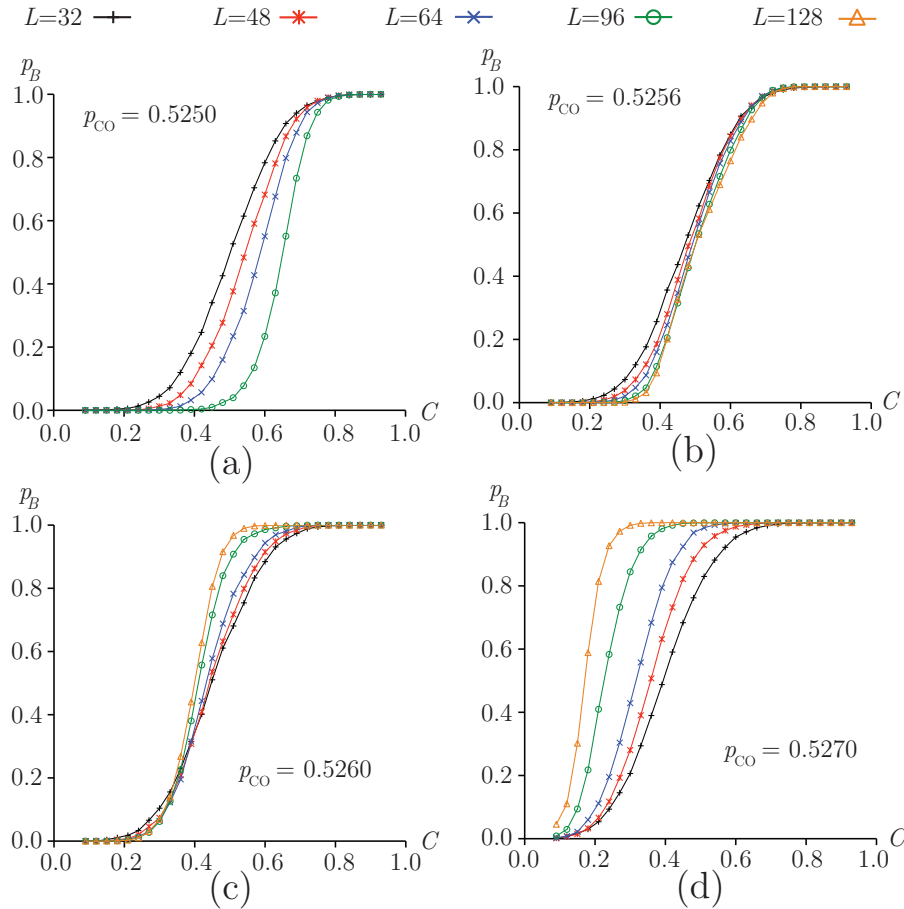 L=32 L=48 L=64 L=96 L=128
p_B
1.0
0.8
0.6
0.4
0.2
0.0
p_CO = 0.5250
0.0 0.2 0.4 0.6 0.8 1.0
C
(a)
p_B
1.0
0.8
0.6
0.4
0.2
0.0
p_CO = 0.5256
0.0 0.2 0.4 0.6 0.8 1.0
C
(b)
p_B
1.0
0.8
0.6
0.4
0.2
0.0
p_CO = 0.5260
0.0 0.2 0.4 0.6 0.8 1.0
C
(c)
p_B
1.0
0.8
0.6
0.4
0.2
0.0
p_CO = 0.5270
0.0 0.2 0.4 0.6 0.8 1.0
C
(d)